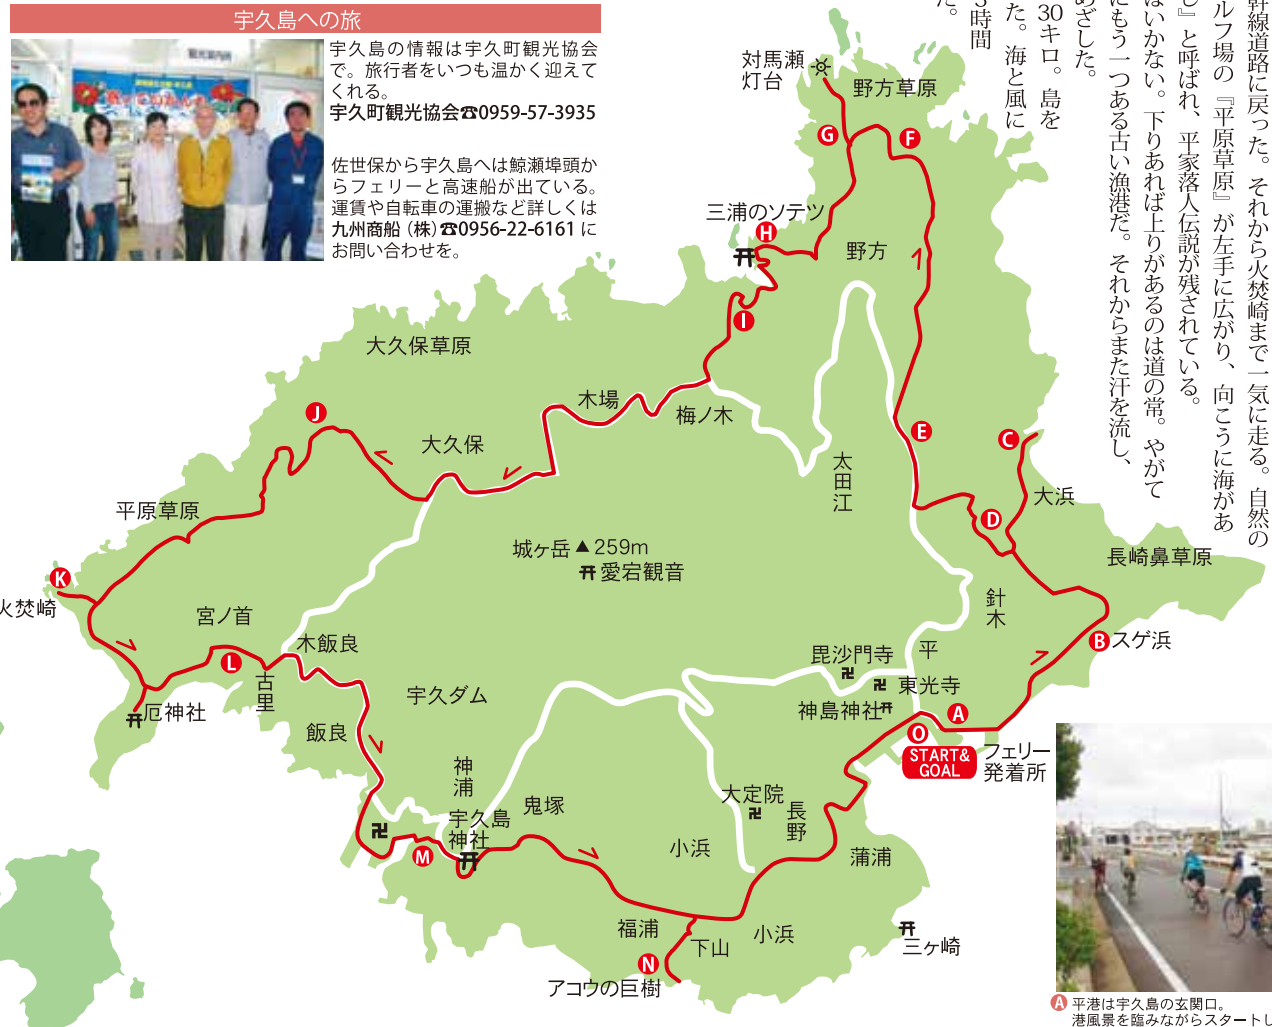 宇久島への旅
宇久島の情報は宇久町観光協会
で。旅行者をいつも温かく迎えて
くれる。
宇久町観光協会☎0959-57-3935
佐世保から宇久島へは鯨瀬埠頭か
らフェリーと高速船が出ている。
運賃や自転車の運搬など詳しくは
九州商船（株）☎0956-22-6161 に
お問い合わせを。
幹線道路に戻った。それから火焚崎まで一気に走る。自然の
ルフ場の『平原草原』が左手に広がり、向こうに海があ
し』と呼ばれ、平家落人伝説が残されている。
はいかない。下りあれば上りがあるのは道の常。やがて
にもう一つある古い漁港だ。それからまた汗を流し、
めざした。
30キロ。島を
た。海と風に
3時間
た。
対馬瀬
灯台
野方草原
G
F
三浦のソテツ
H
野方
I
大久保草原
木場
梅ノ木
J
大久保
E
C
太田江
大浜
平原草原
D
城ヶ岳▲259m
愛宕観音
長崎鼻草原
K
火焚崎
針木
宮ノ首
木飯良
L
古里
B
スゲ浜
毘沙門寺
平
東光寺
宇久ダム
神島神社
A
厄神社
飯良
O
START&
GOAL
フェリー
発着所
神浦
宇久島
神社
鬼塚
大定院
長野
小浜
M
蒲浦
福浦
下山
小浜
三ヶ崎
N
アコウの巨樹
A 平港は宇久島の玄関口。
港風景を臨みながらスタートし